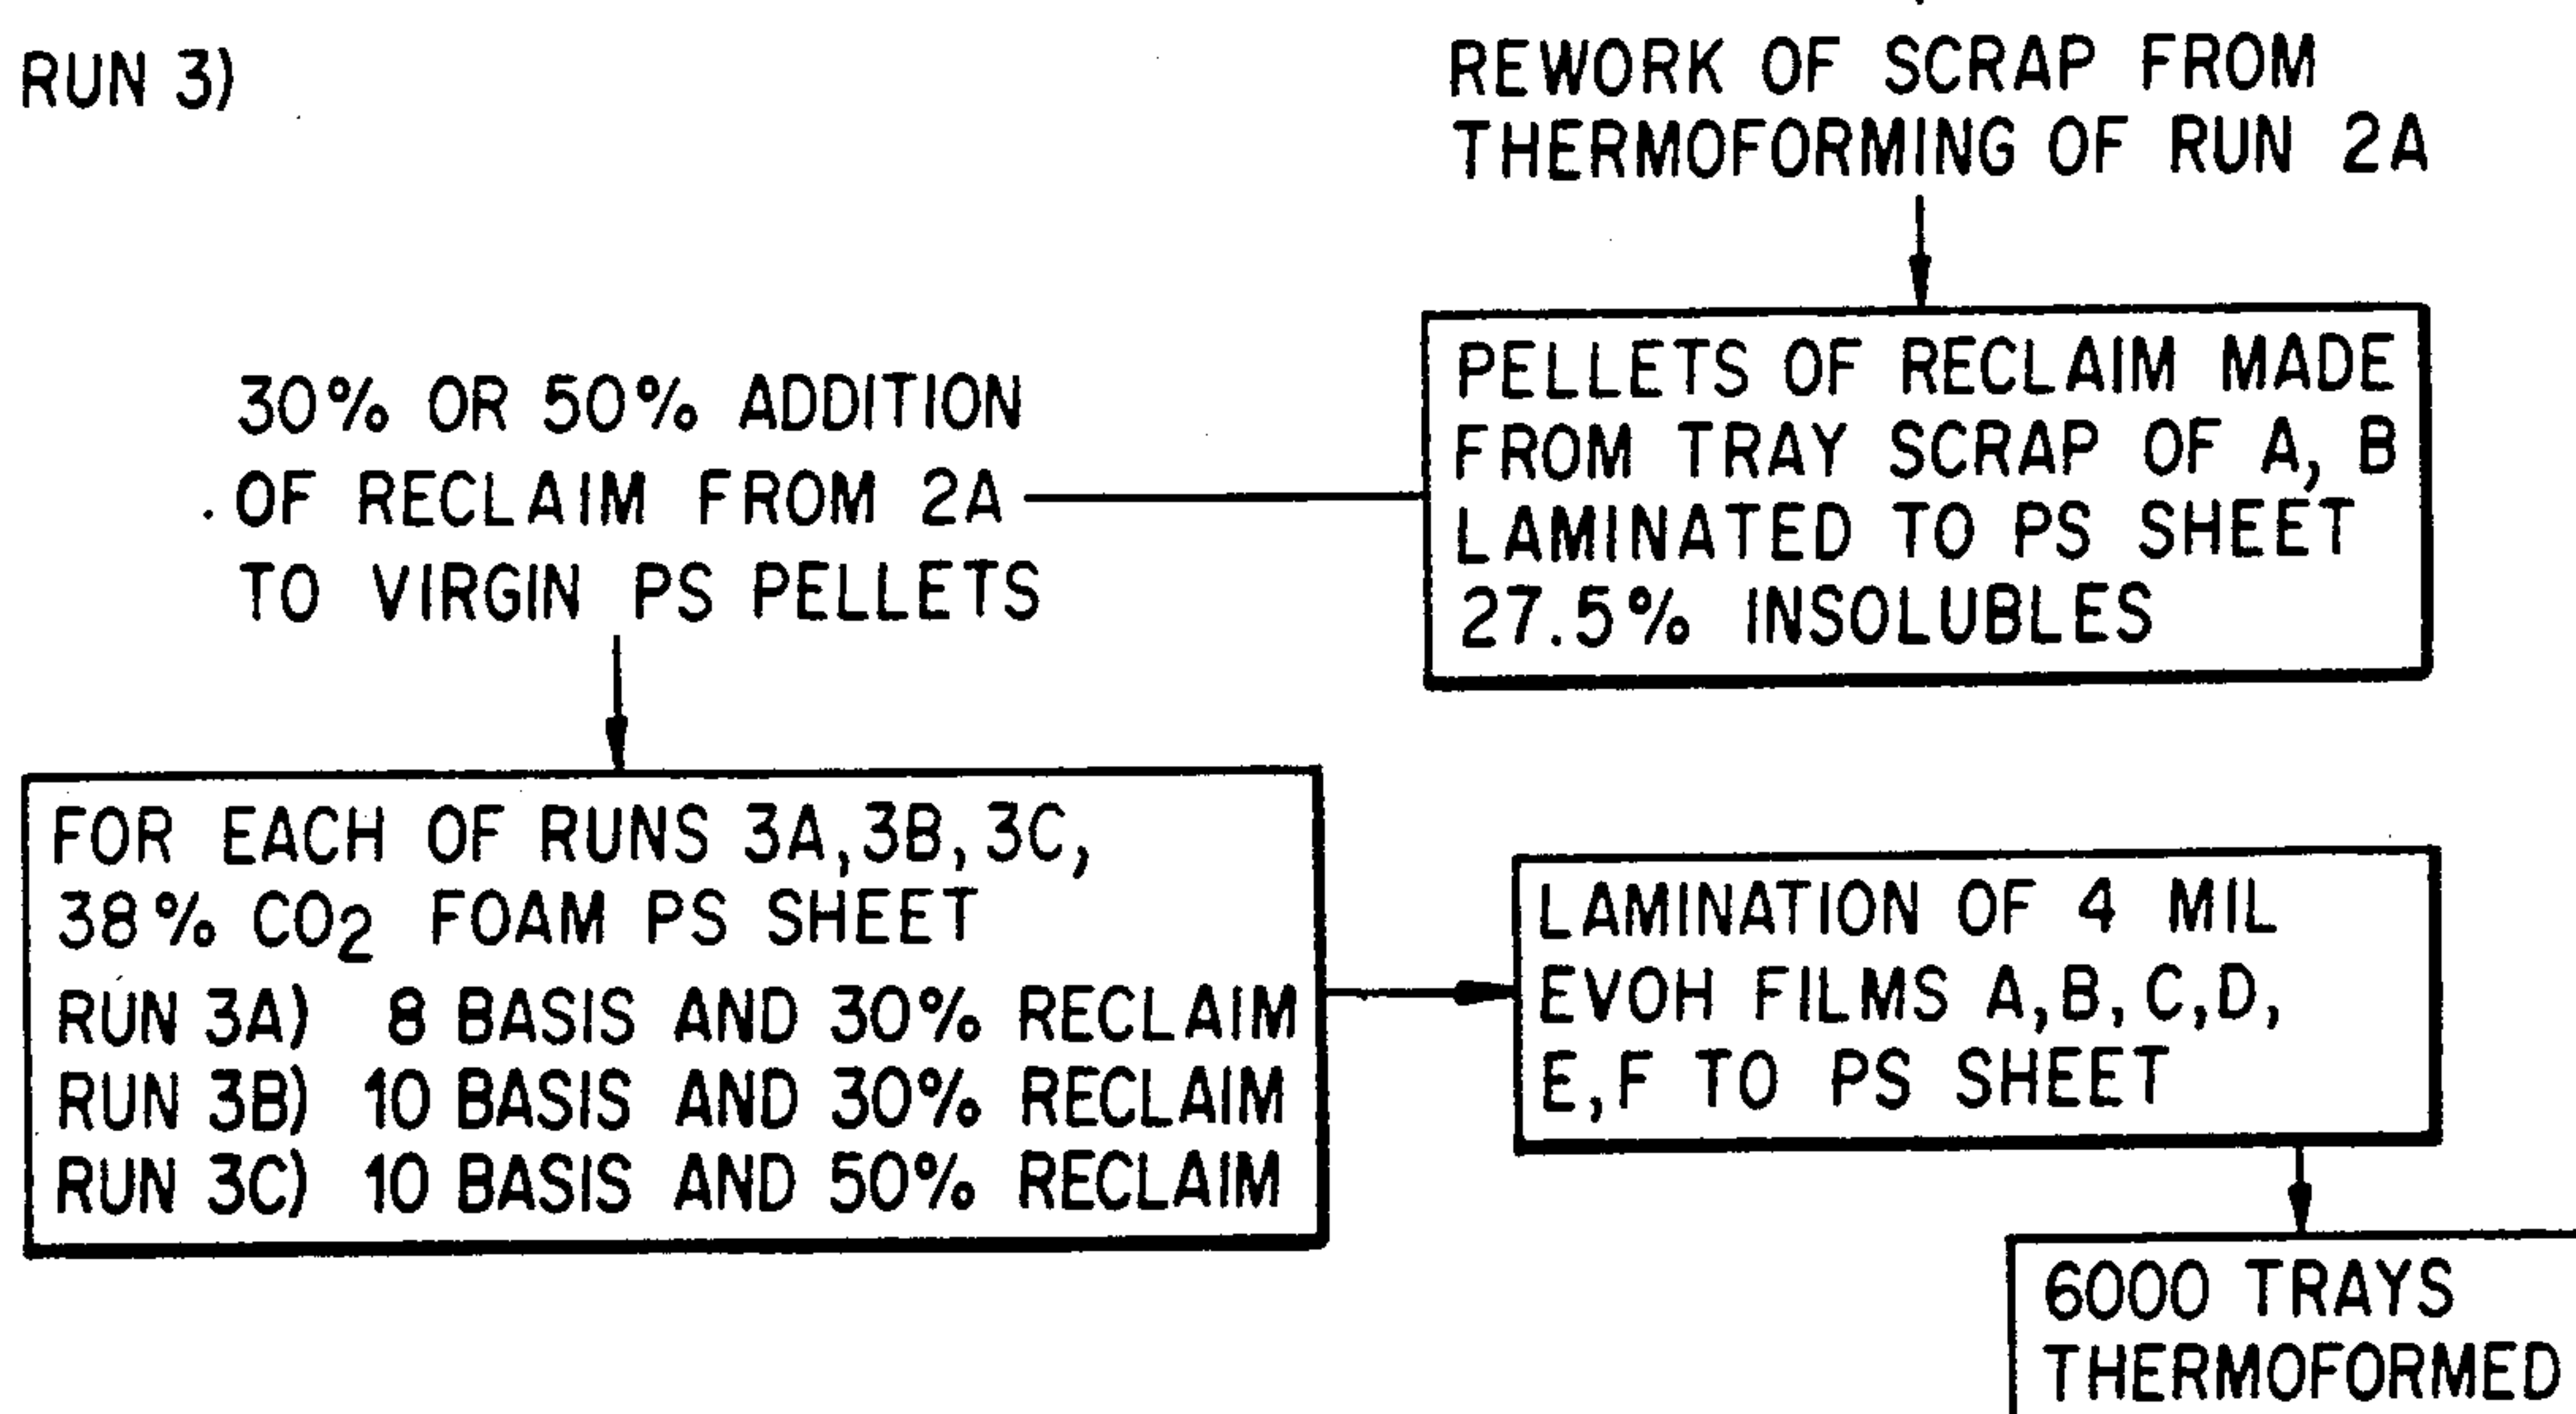 RUN 3)
REWORK OF SCRAP FROM
THERMOFORMING OF RUN 2A
PELLETS OF RECLAIM MADE
FROM TRAY SCRAP OF A, B
LAMINATED TO PS SHEET
27.5% INSOLUBLES
30% OR 50% ADDITION
OF RECLAIM FROM 2A
TO VIRGIN PS PELLETS
FOR EACH OF RUNS 3A, 3B, 3C,
38% CO2 FOAM PS SHEET
RUN 3A) 8 BASIS AND 30% RECLAIM
RUN 3B) 10 BASIS AND 30% RECLAIM
RUN 3C) 10 BASIS AND 50% RECLAIM
LAMINATION OF 4 MIL
EVOH FILMS A, B, C, D,
E, F TO PS SHEET
6000 TRAYS
THERMOFORMED